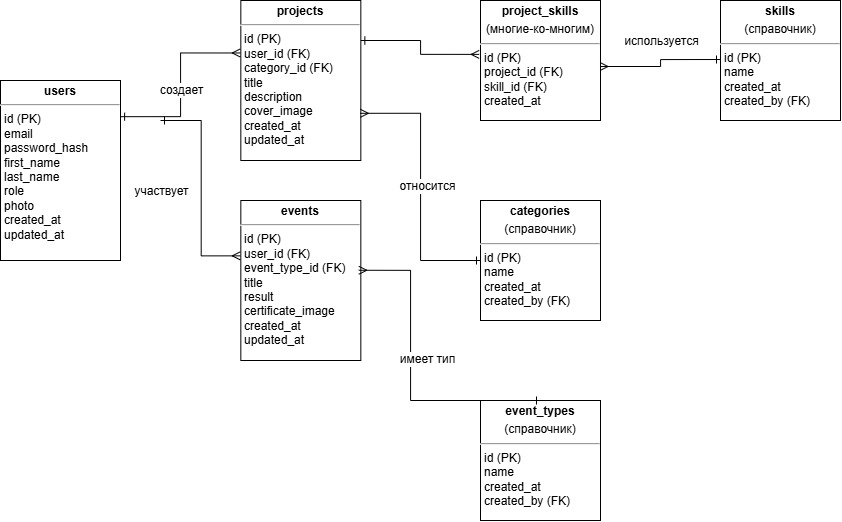 users
id (PK)
email
password_hash
first_name
last_name
role
photo
created_at
updated_at
создает
участвует
projects
id (PK)
user_id (FK)
category_id (FK)
title
description
cover_image
created_at
updated_at
events
id (PK)
user_id (FK)
event_type_id (FK)
title
result
certificate_image
created_at
updated_at
относится
имеет тип
project_skills
(многие-ко-многим)
id (PK)
project_id (FK)
skill_id (FK)
created_at
используется
skills
(справочник)
id (PK)
name
created_at
created_by (FK)
categories
(справочник)
id (PK)
name
created_at
created_by (FK)
event_types
(справочник)
id (PK)
name
created_at
created_by (FK)